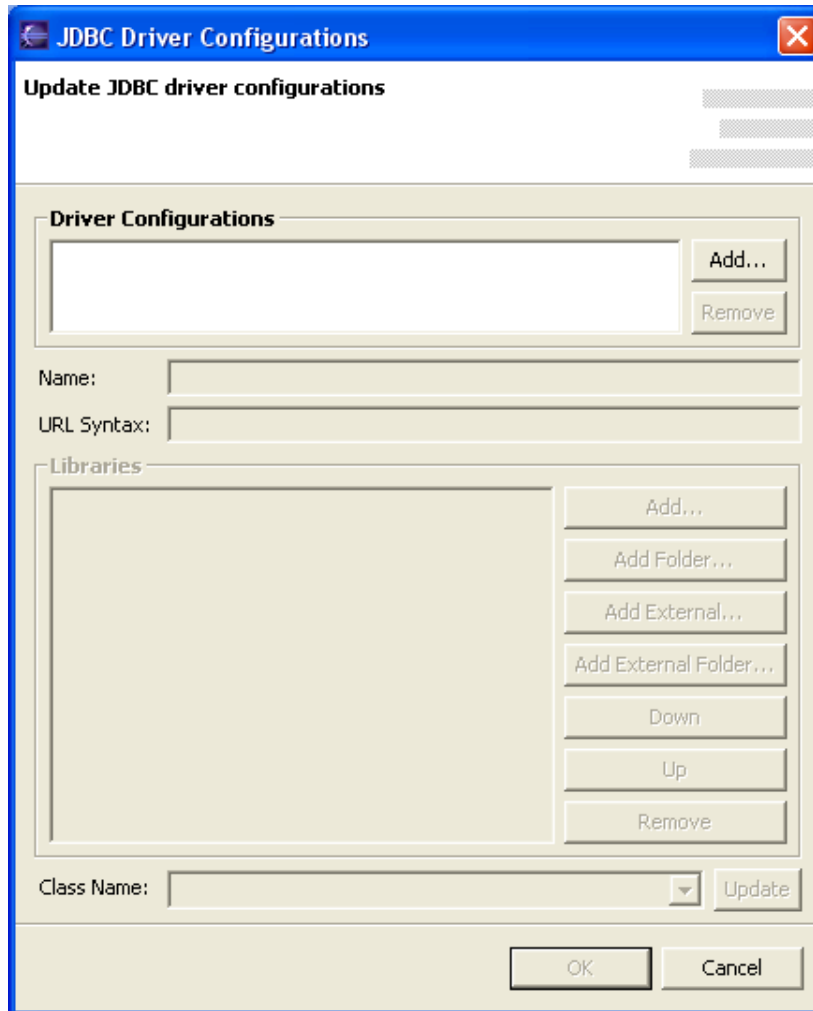 JDBC Driver Configurations
Update JDBC driver configurations
Driver Configurations
Add...
Remove
Name:
URL Syntax:
Libraries
Add...
Add Folder...
Add External...
Add External Folder...
Down
Up
Remove
Class Name:
Update
OK
Cancel